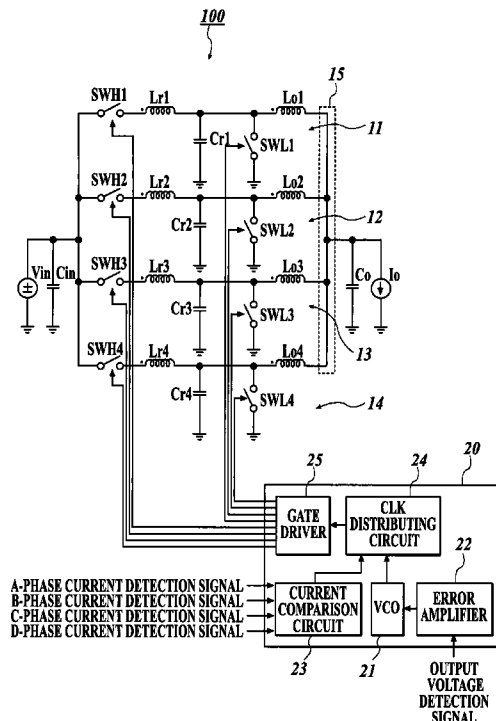 100
15
SWH1 Lr1 Lo1
11
Cr1 SWL1
SWH2 Lr2 Lo2
12
Cr2 SWL2
Vin Cin SWH3 Lr3 Lo3 Co Io
Cr3 SWL3
13
SWH4 Lr4 Lo4
Cr4 SWL4
14
20
25 24
GATE DRIVER
CLK DISTRIBUTING CIRCUIT
22
A-PHASE CURRENT DETECTION SIGNAL
B-PHASE CURRENT DETECTION SIGNAL
C-PHASE CURRENT DETECTION SIGNAL
D-PHASE CURRENT DETECTION SIGNAL
CURRENT COMPARISON CIRCUIT
VCO
ERROR AMPLIFIER
23 21
OUTPUT VOLTAGE DETECTION SIGNAL